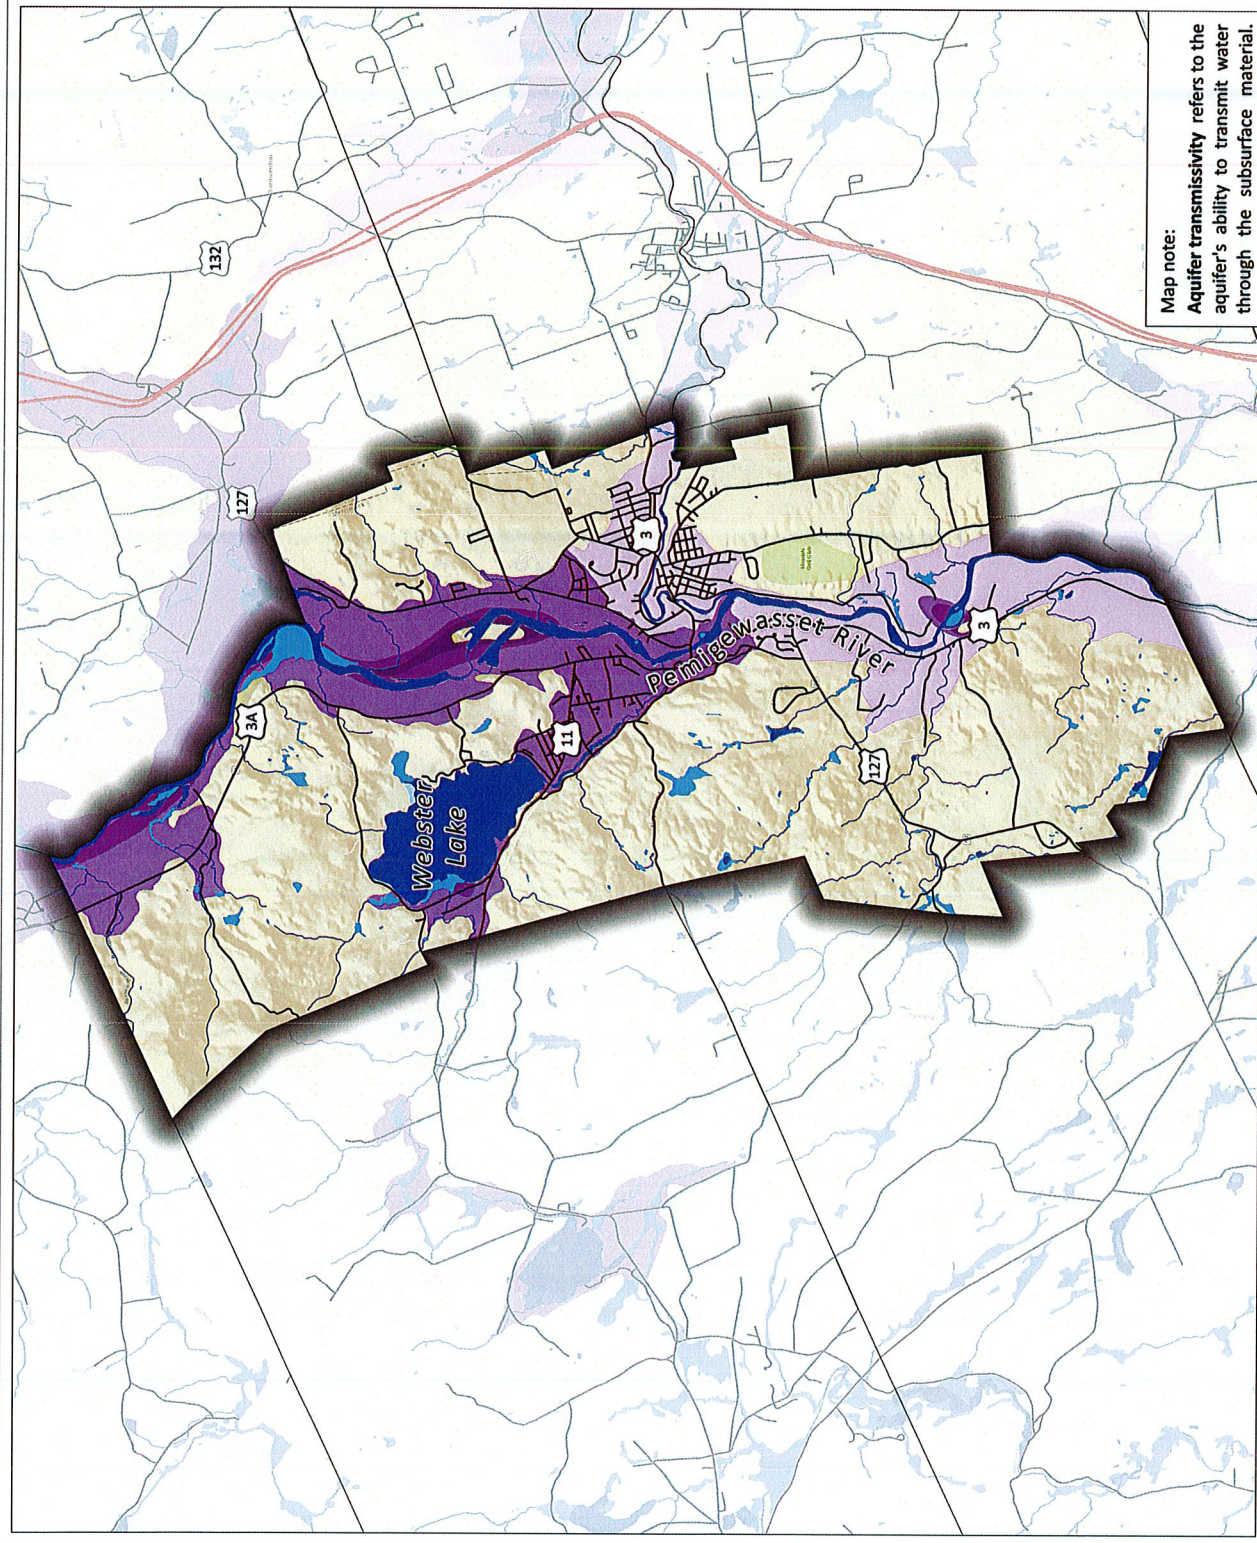 132
127
3A
3
11
Webster
Lake
Pemigewasset River
3
127
Map note:
Aquifer transmissivity refers to the
aquifer's ability to transmit water
through the subsurface material.